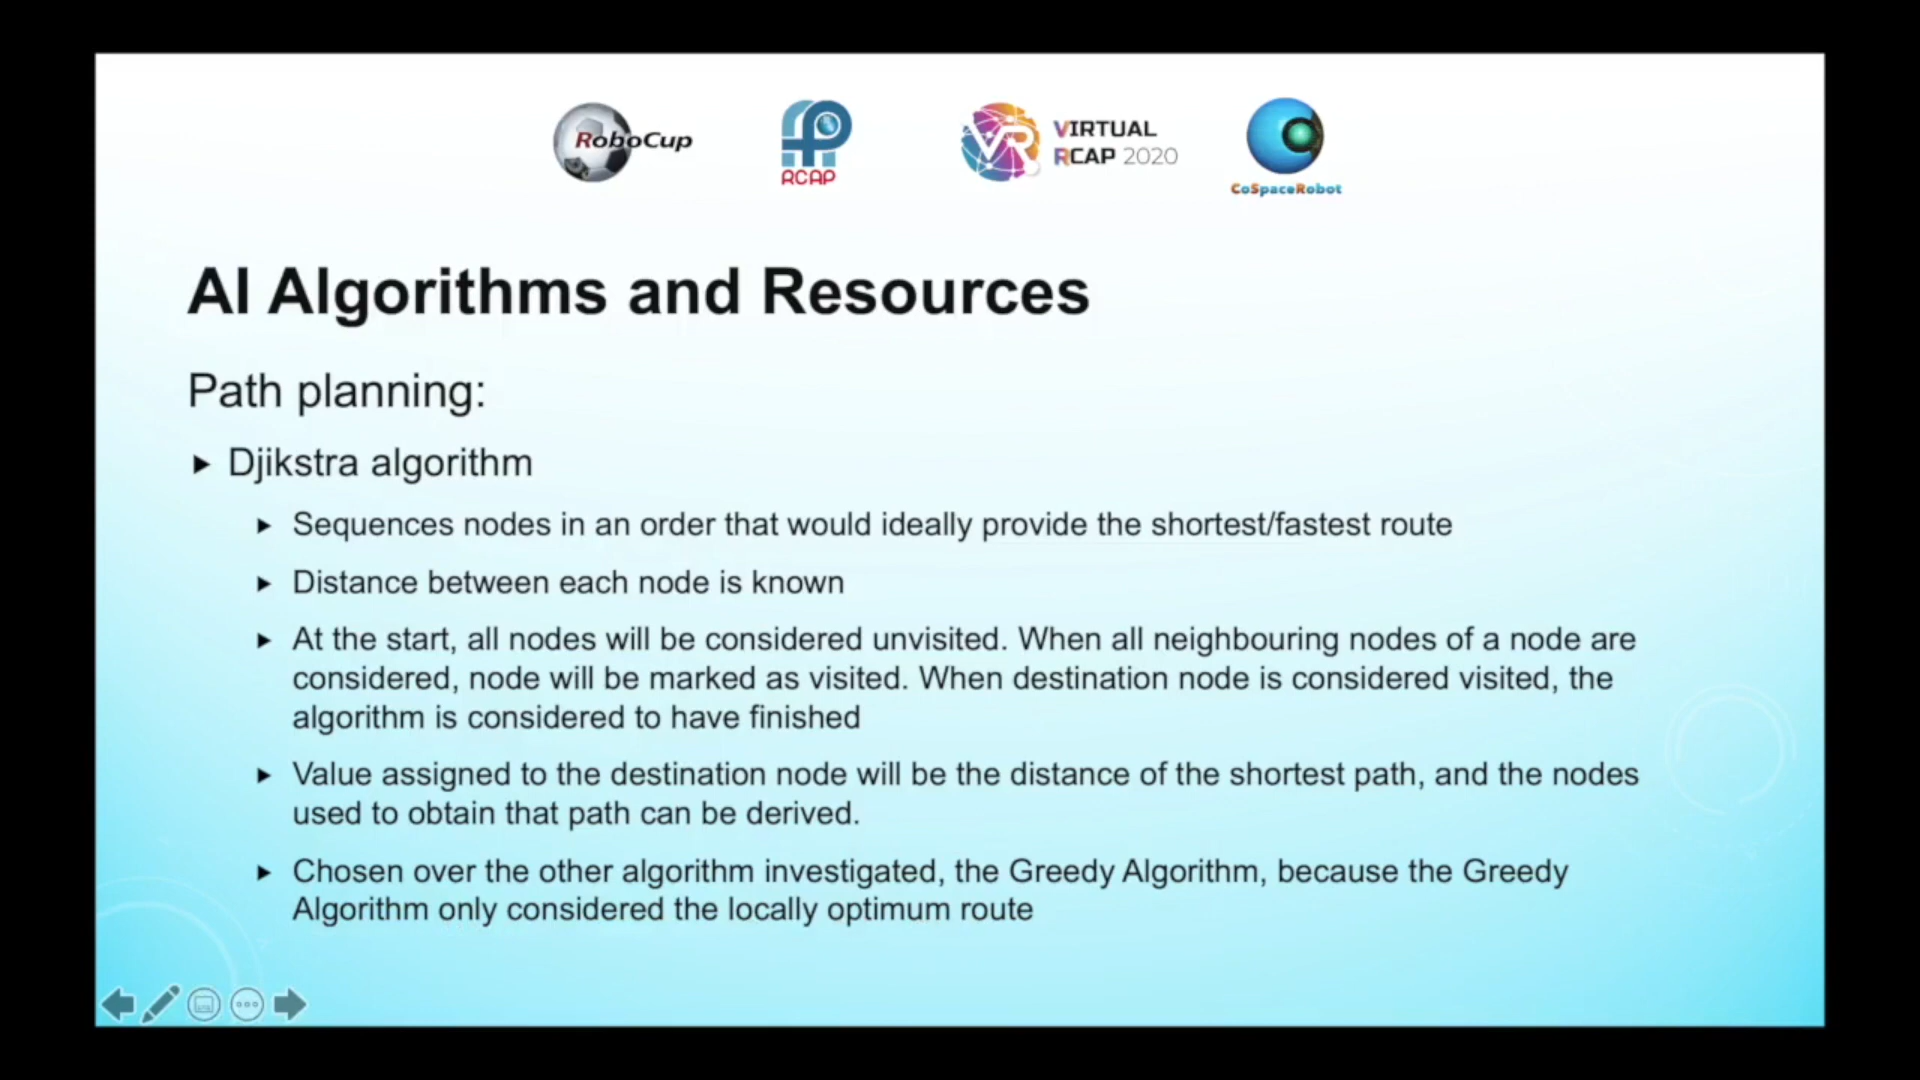 RoboCup
RCAP
VR
VIRTUAL
RCAP 2020
CoSpaceRobot
AI Algorithms and Resources
Path planning:
Djikstra algorithm
Sequences nodes in an order that would ideally provide the shortest/fastest route
Distance between each node is known
At the start, all nodes will be considered unvisited. When all neighbouring nodes of a node are
considered, node will be marked as visited. When destination node is considered visited, the
algorithm is considered to have finished
Value assigned to the destination node will be the distance of the shortest path, and the nodes
used to obtain that path can be derived.
Chosen over the other algorithm investigated, the Greedy Algorithm, because the Greedy
Algorithm only considered the locally optimum route